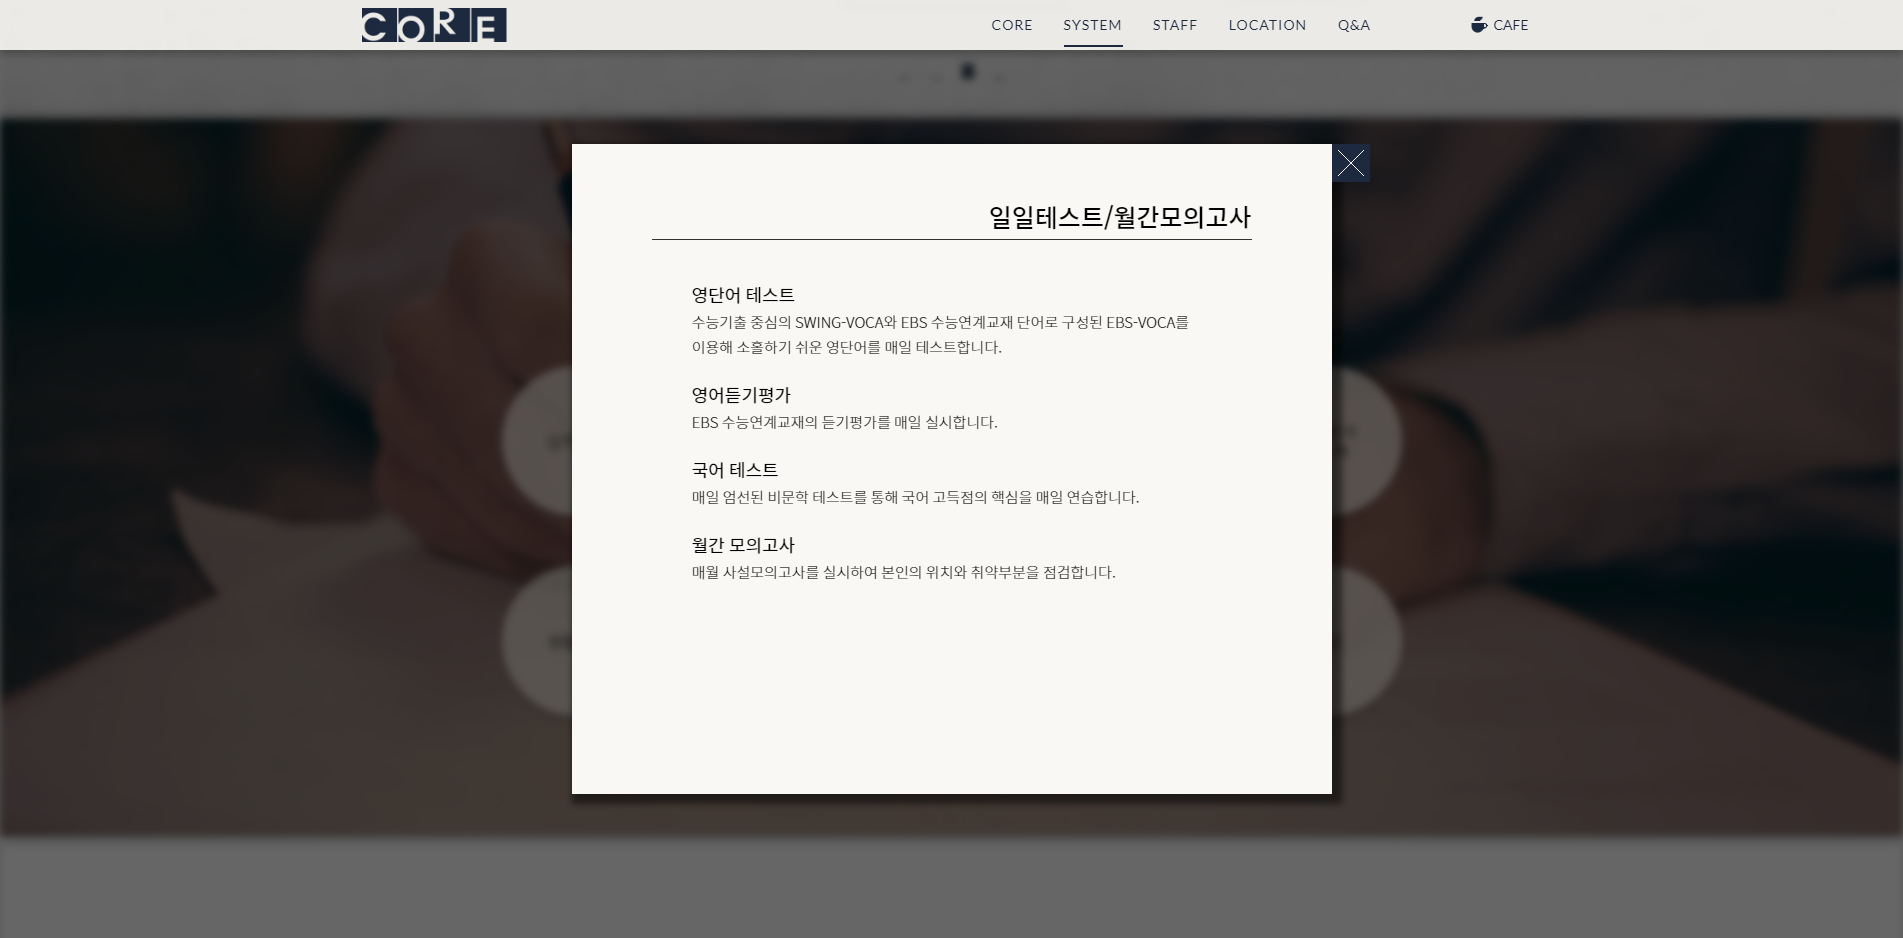 CORE
CORE SYSTEM STAFF LOCATION Q&A CAFE
일일테스트/월간모의고사
영단어 테스트
수능기출 중심의 SWING-VOCA와 EBS 수능연계교재 단어로 구성된 EBS-VOCA를
이용해 소홀하기 쉬운 영단어를 매일 테스트합니다.
영어듣기평가
EBS 수능연계교재의 듣기평가를 매일 실시합니다.
국어 테스트
매일 엄선된 비문학 테스트를 통해 국어 고득점의 핵심을 매일 연습합니다.
월간 모의고사
매월 사설모의고사를 실시하여 본인의 위치와 취약부분을 점검합니다.